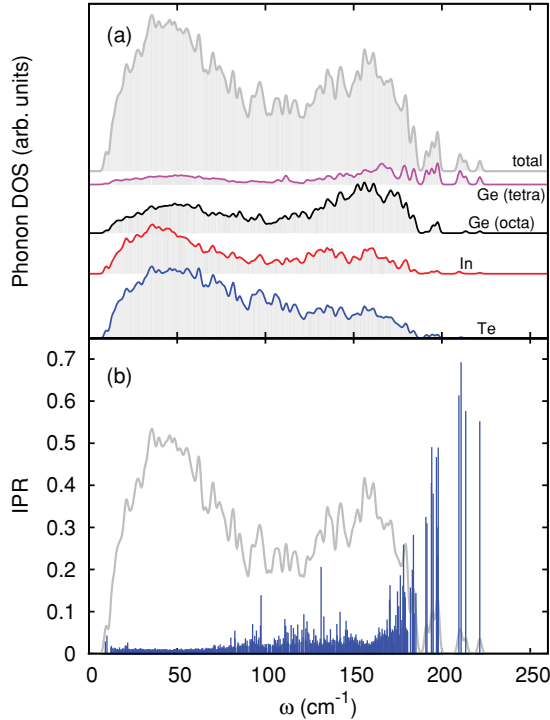 (a)
Phonon DOS (arb. units)
total
Ge (tetra)
Ge (octa)
In
Te
(b)
IPR
0.7
0.6
0.5
0.4
0.3
0.2
0.1
0
0 50 100 150 200 250
ω (cm⁻¹)